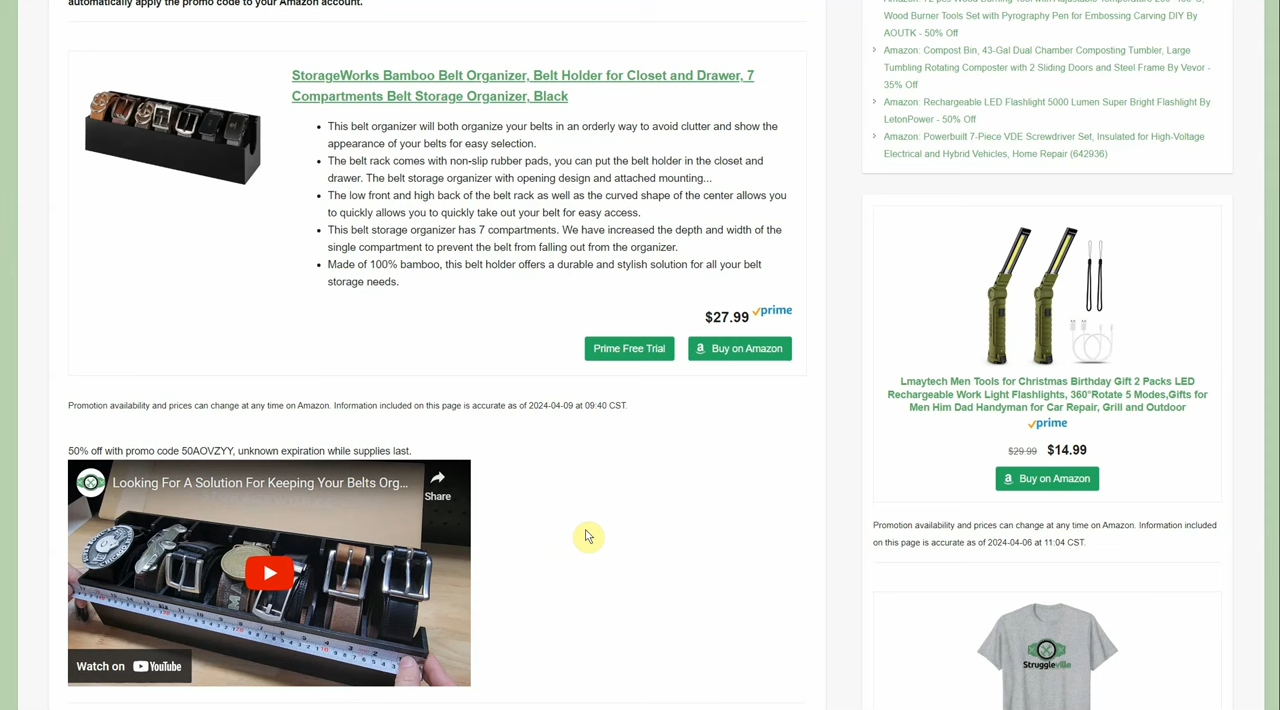 automatically apply the promo code to your Amazon account.
StorageWorks Bamboo Belt Organizer, Belt Holder for Closet and Drawer, 7
Compartments Belt Storage Organizer, Black
This belt organizer will both organize your belts in an orderly way to avoid clutter and show the
appearance of your belts for easy selection.
The belt rack comes with non-slip rubber pads, you can put the belt holder in the closet and
drawer. The belt storage organizer with opening design and attached mounting...
The low front and high back of the belt rack as well as the curved shape of the center allows you
to quickly allows you to quickly take out your belt for easy access.
This belt storage organizer has 7 compartments. We have increased the depth and width of the
single compartment to prevent the belt from falling out from the organizer.
Made of 100% bamboo, this belt holder offers a durable and stylish solution for all your belt
storage needs.
$27.99 prime
Prime Free Trial
Buy on Amazon
Promotion availability and prices can change at any time on Amazon. Information included on this page is accurate as of 2024-04-09 at 09:40 CST.
50% off with promo code 50AOVZYY, unknown expiration while supplies last.
Looking For A Solution For Keeping Your Belts Org...
Share
Watch on YouTube
Wood Burner Tools Set with Pyrography Pen for Embossing Carving DIY By
AOUTK - 50% Off
Amazon: Compost Bin, 43-Gal Dual Chamber Composting Tumbler, Large
Tumbling Rotating Composter with 2 Sliding Doors and Steel Frame By Vevor -
35% Off
Amazon: Rechargeable LED Flashlight 5000 Lumen Super Bright Flashlight By
LetonPower - 50% Off
Amazon: Powerbuilt 7-Piece VDE Screwdriver Set, Insulated for High-Voltage
Electrical and Hybrid Vehicles, Home Repair (642936)
Lmaytech Men Tools for Christmas Birthday Gift 2 Packs LED
Rechargeable Work Light Flashlights, 360°Rotate 5 Modes,Gifts for
Men Him Dad Handyman for Car Repair, Grill and Outdoor
prime
$29.99 $14.99
Buy on Amazon
Promotion availability and prices can change at any time on Amazon. Information included
on this page is accurate as of 2024-04-06 at 11:04 CST.
Struggleville